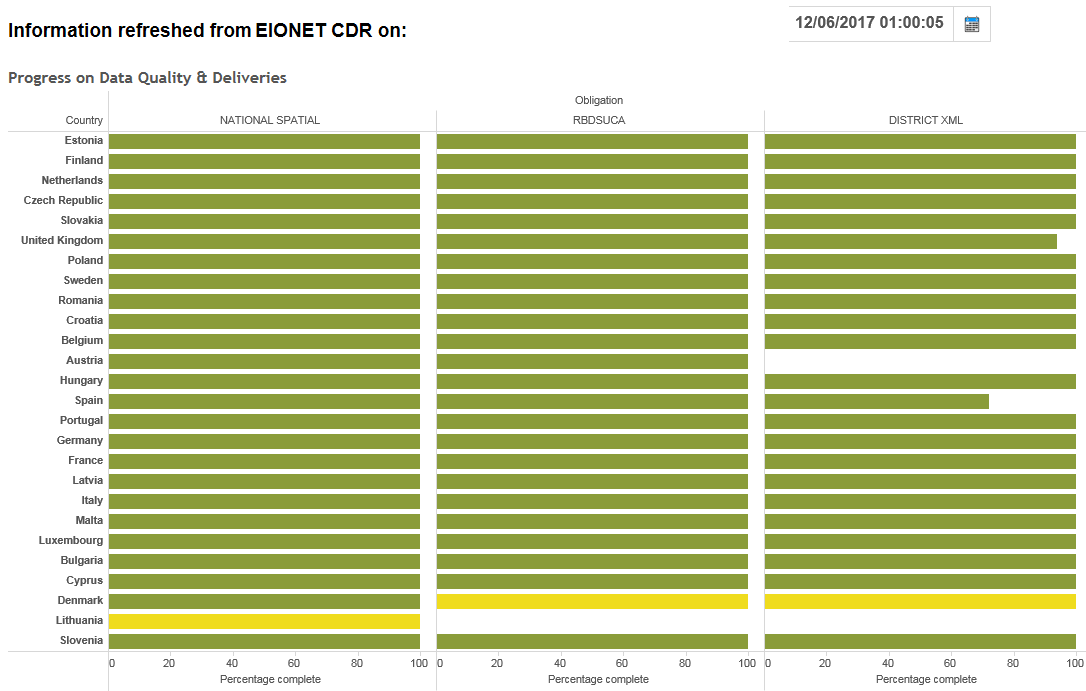 Information refreshed from EIONET CDR on:
12/06/2017 01:00:05
Progress on Data Quality & Deliveries
Obligation
Country NATIONAL SPATIAL RBDSUCA DISTRICT XML
Estonia
Finland
Netherlands
Czech Republic
Slovakia
United Kingdom
Poland
Sweden
Romania
Croatia
Belgium
Austria
Hungary
Spain
Portugal
Germany
France
Latvia
Italy
Malta
Luxembourg
Bulgaria
Cyprus
Denmark
Lithuania
Slovenia
0 20 40 60 80 100 0 20 40 60 80 100 0 20 40 60 80 100
Percentage complete Percentage complete Percentage complete